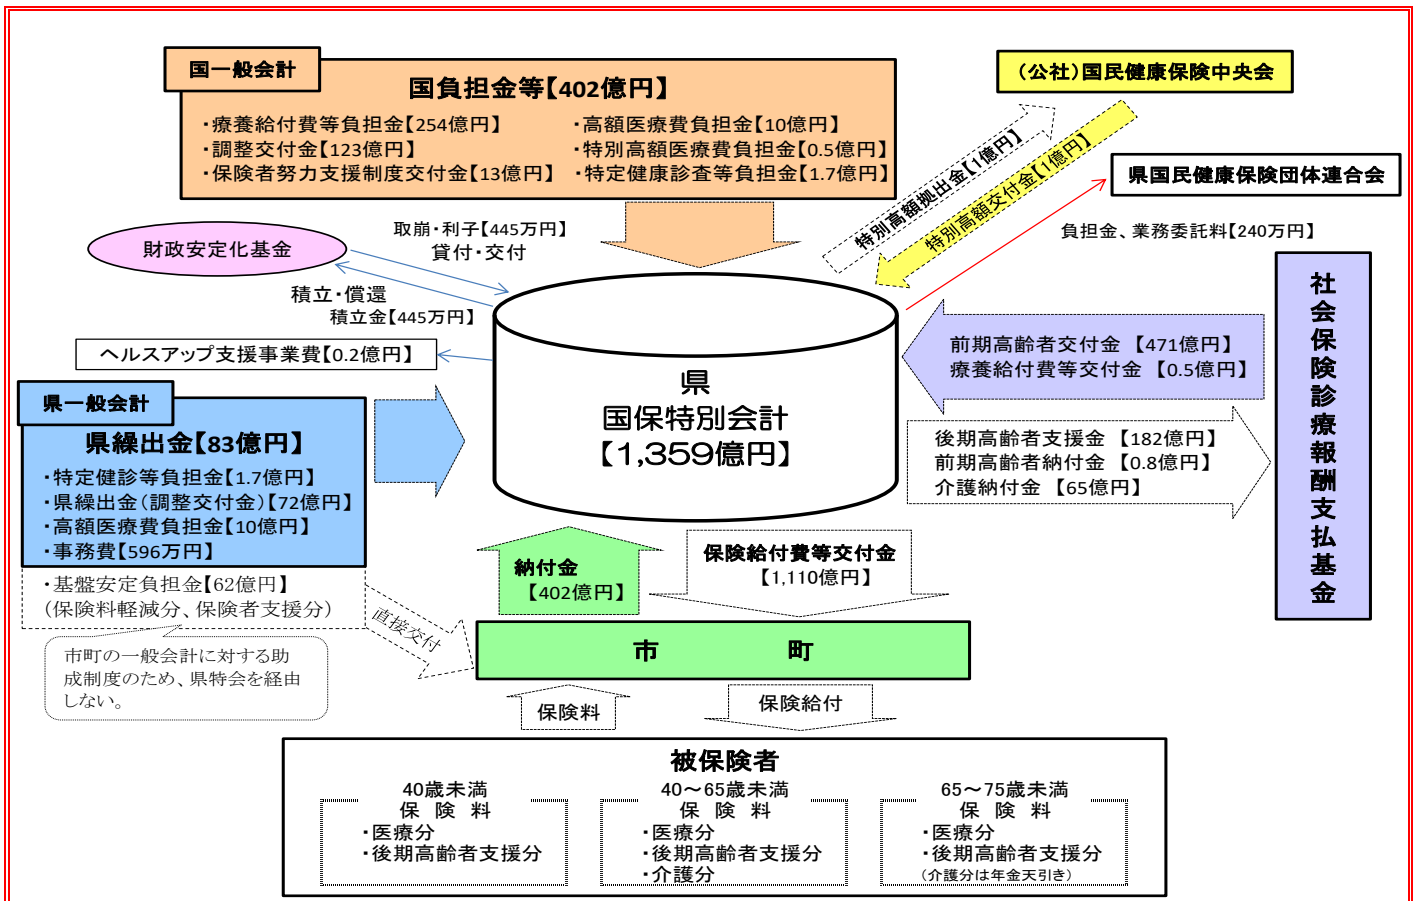 国一般会計
国負担金等【402億円】
・療養給付費等負担金【254億円】
・調整交付金【123億円】
・保険者努力支援制度交付金【13億円】
・高額医療費負担金【10億円】
・特別高額医療費負担金【0.5億円】
・特定健康診査等負担金【1.7億円】
(公社)国民健康保険中央会
特別高額拠出金【1億円】
特別高額交付金【1億円】
県国民健康保険団体連合会
負担金、業務委託料【240万円】
財政安定化基金
取崩・利子【445万円】
貸付・交付
積立・償還
積立金【445万円】
ヘルスアップ支援事業費【0.2億円】
県
国保特別会計
【1,359億円】
社会保険診療報酬支払基金
前期高齢者交付金 【471億円】
療養給付費等交付金 【0.5億円】
後期高齢者支援金 【182億円】
前期高齢者納付金 【0.8億円】
介護納付金 【65億円】
県一般会計
県繰出金【83億円】
・特定健診等負担金【1.7億円】
・県繰出金(調整交付金)【72億円】
・高額医療費負担金【10億円】
・事務費【596万円】
・基盤安定負担金【62億円】
(保険料軽減分、保険者支援分)
直接交付
市町の一般会計に対する助
成制度のため、県特会を経由
しない。
納付金
【402億円】
保険給付費等交付金
【1,110億円】
市 町
保険料
保険給付
被保険者
40歳未満
保 険 料
・医療分
・後期高齢者支援分
40～65歳未満
保 険 料
・医療分
・後期高齢者支援分
・介護分
65～75歳未満
保 険 料
・医療分
・後期高齢者支援分
(介護分は年金天引き)